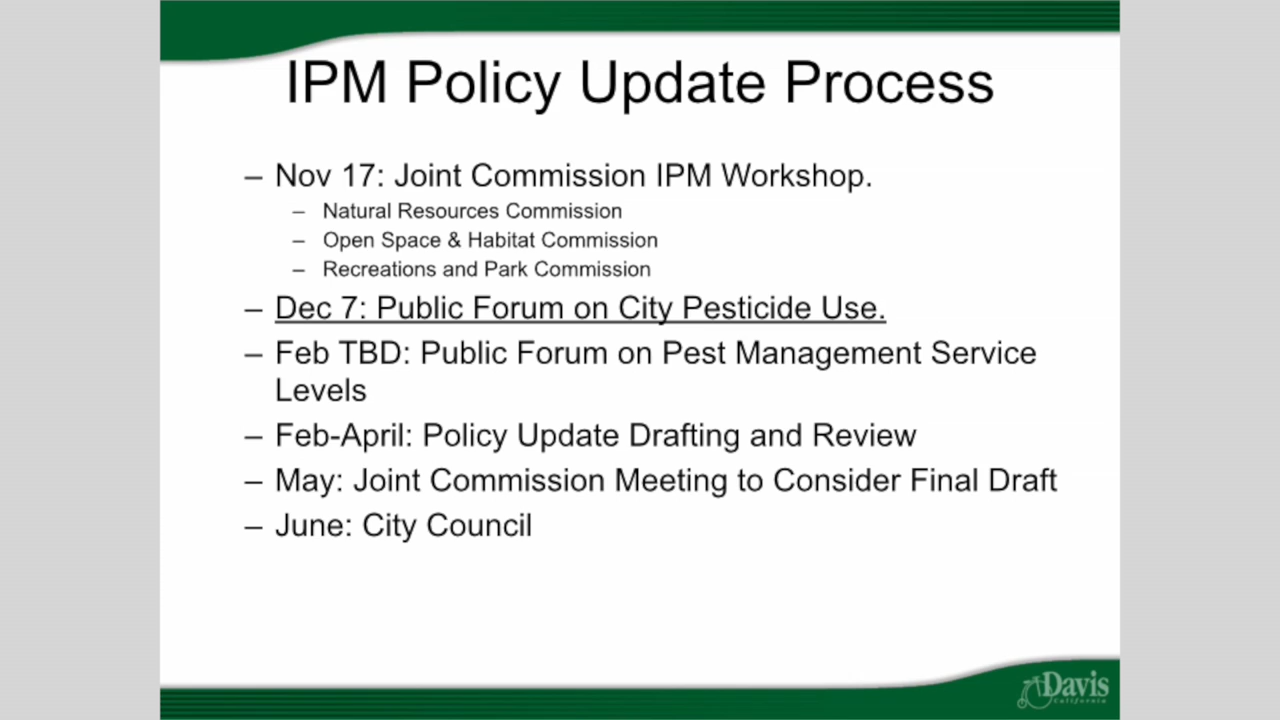 IPM Policy Update Process
– Nov 17: Joint Commission IPM Workshop.
– Natural Resources Commission
– Open Space & Habitat Commission
– Recreations and Park Commission
– Dec 7: Public Forum on City Pesticide Use.
– Feb TBD: Public Forum on Pest Management Service
Levels
– Feb-April: Policy Update Drafting and Review
– May: Joint Commission Meeting to Consider Final Draft
– June: City Council
Davis
California